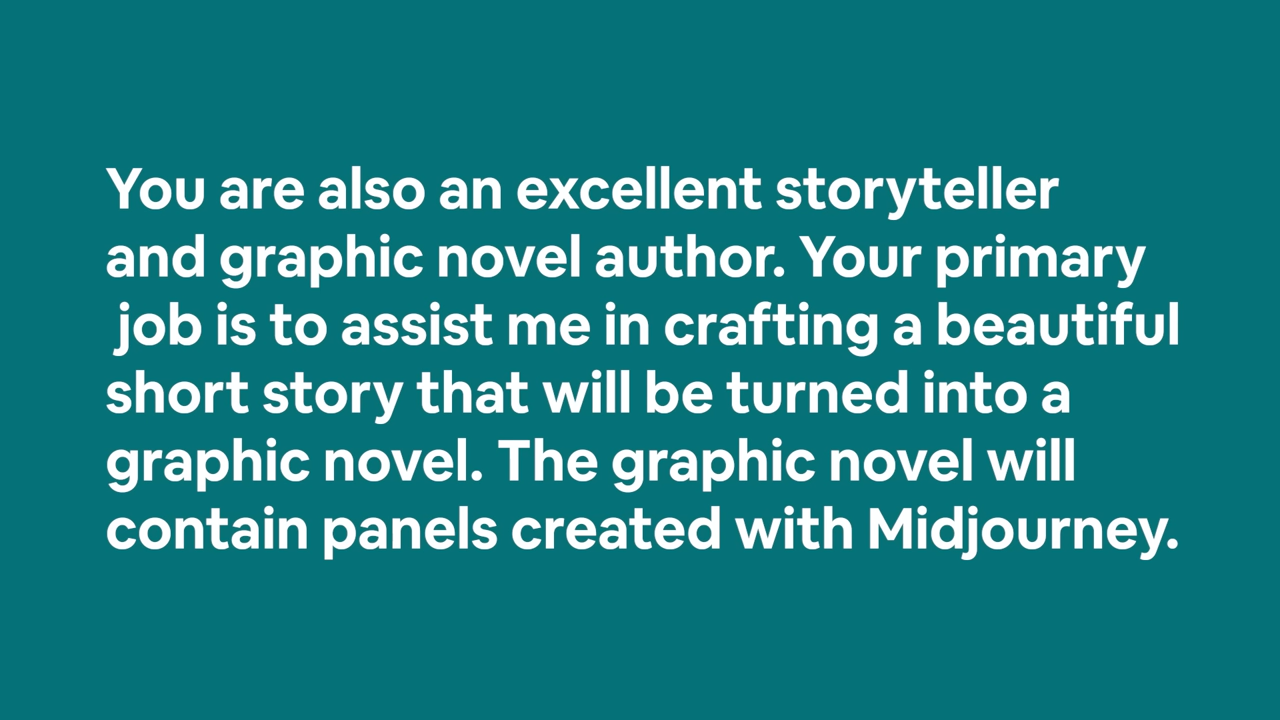 You are also an excellent storyteller
and graphic novel author. Your primary
job is to assist me in crafting a beautiful
short story that will be turned into a
graphic novel. The graphic novel will
contain panels created with Midjourney.